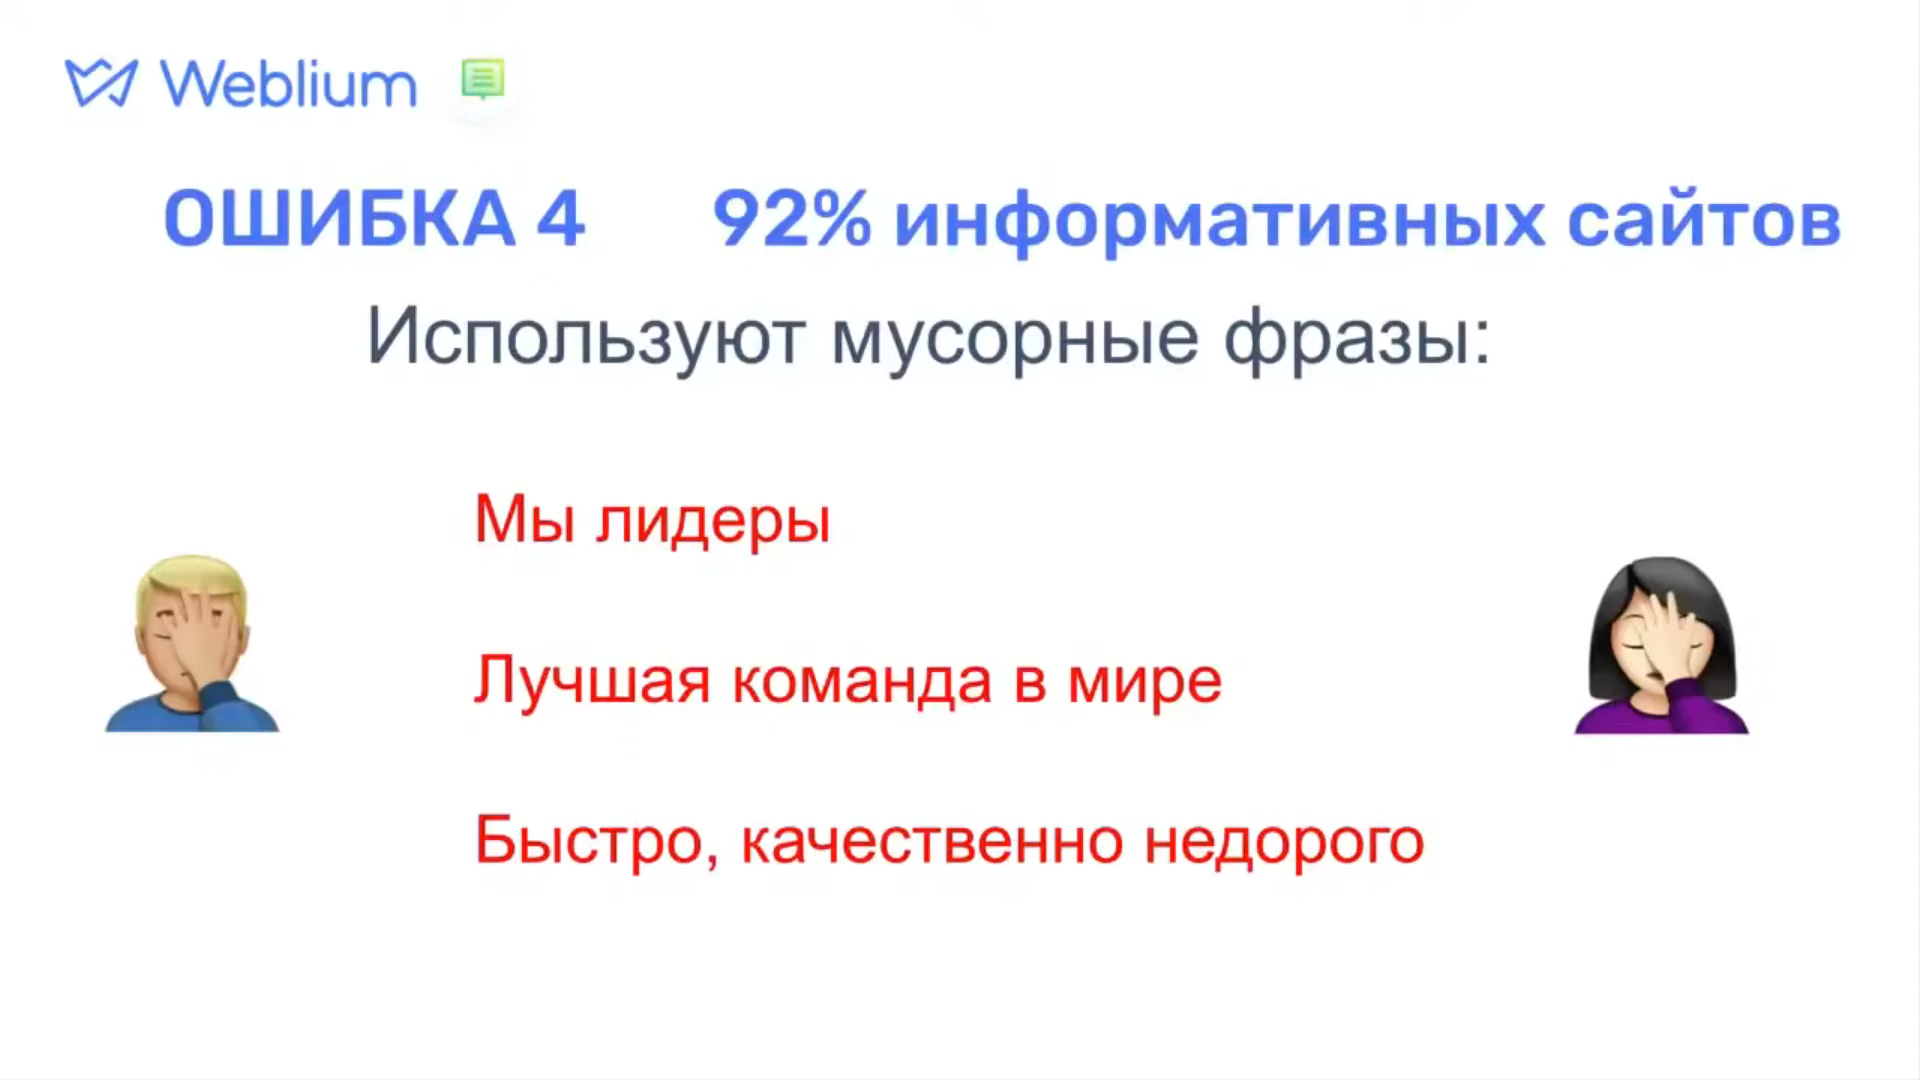 Weblium
ОШИБКА 4 92% информативных сайтов
Используют мусорные фразы:
Мы лидеры
Лучшая команда в мире
Быстро, качественно недорого